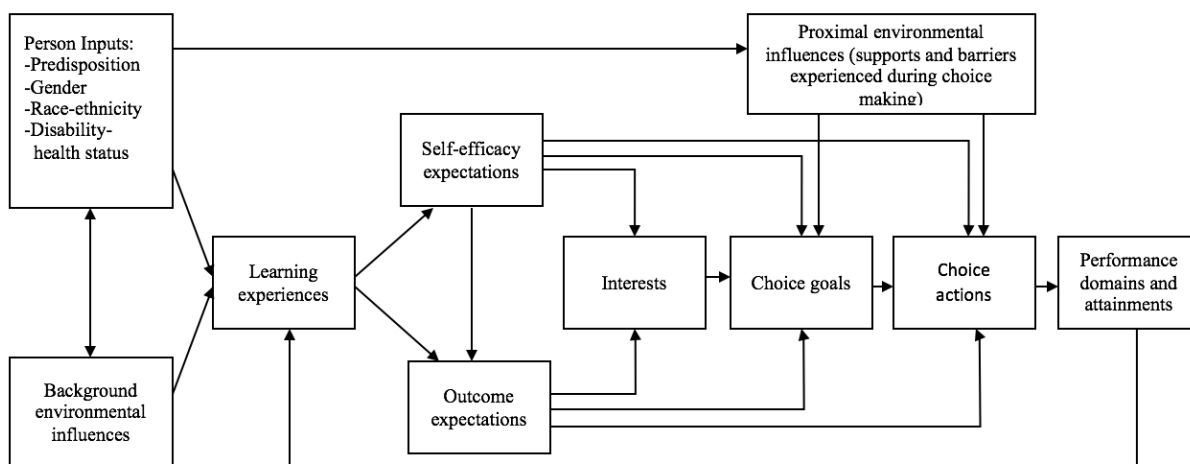 Person Inputs:
-Predisposition
-Gender
-Race-ethnicity
-Disability-
health status
Proximal environmental
influences (supports and barriers
experienced during choice
making)
Self-efficacy
expectations
Learning
experiences
Interests
Choice goals
Choice
actions
Performance
domains and
attainments
Background
environmental
influences
Outcome
expectations